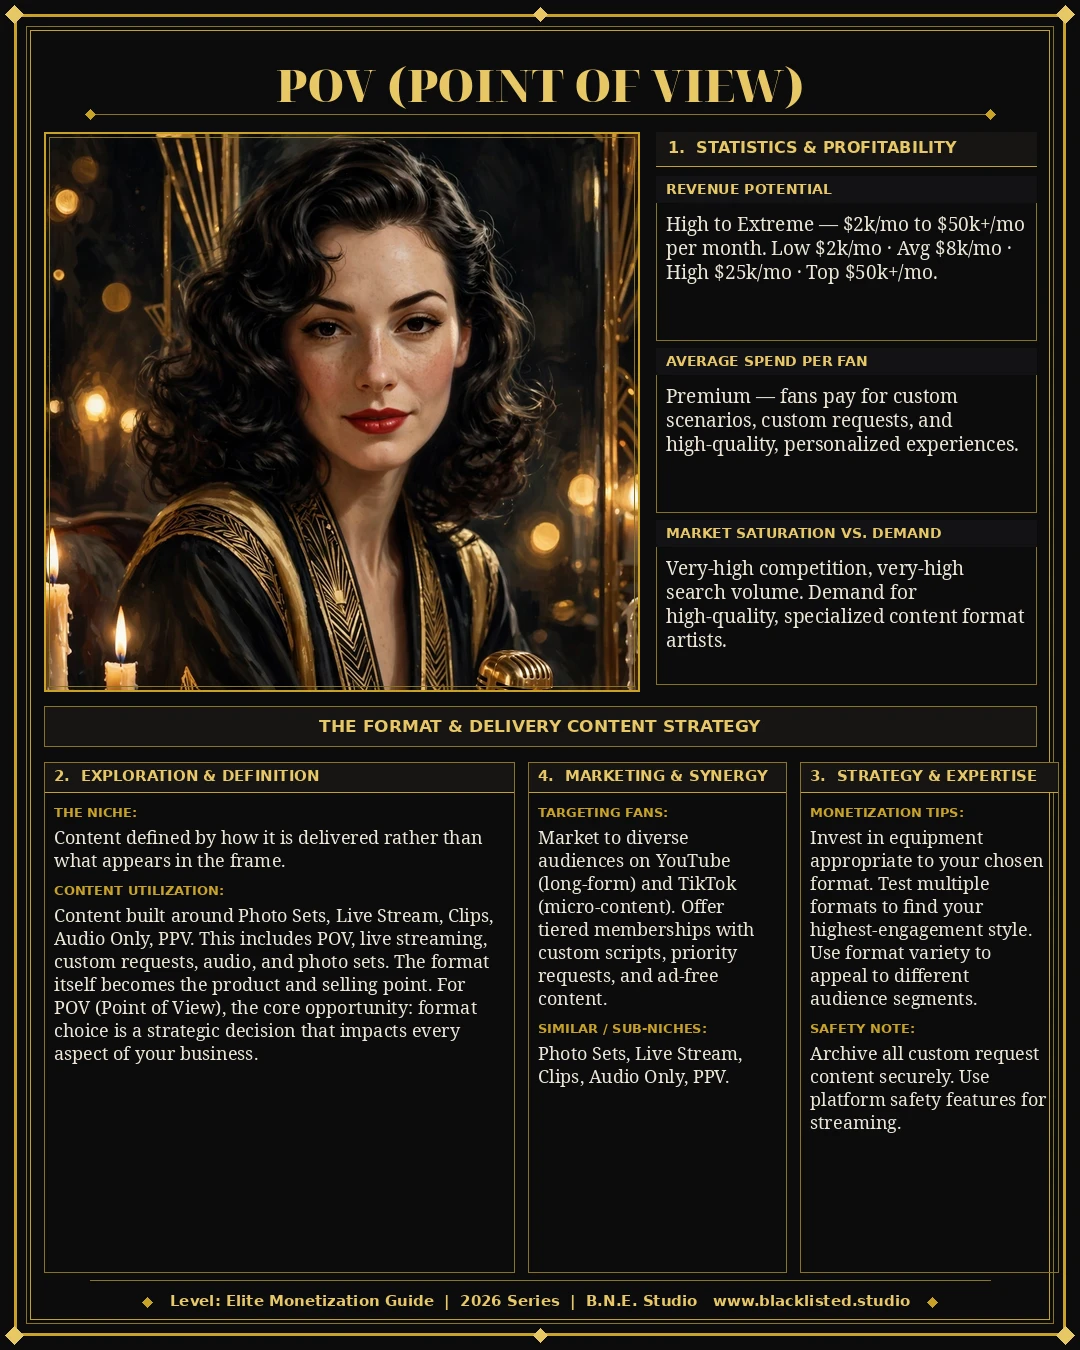 POV (POINT OF VIEW)
1. STATISTICS & PROFITABILITY
REVENUE POTENTIAL
High to Extreme — $2k/mo to $50k+/mo
per month. Low $2k/mo · Avg $8k/mo ·
High $25k/mo · Top $50k+/mo.
AVERAGE SPEND PER FAN
Premium — fans pay for custom
scenarios, custom requests, and
high-quality, personalized experiences.
MARKET SATURATION VS. DEMAND
Very-high competition, very-high
search volume. Demand for
high-quality, specialized content format
artists.
THE FORMAT & DELIVERY CONTENT STRATEGY
2. EXPLORATION & DEFINITION
THE NICHE:
Content defined by how it is delivered rather than
what appears in the frame.
CONTENT UTILIZATION:
Content built around Photo Sets, Live Stream, Clips,
Audio Only, PPV. This includes POV, live streaming,
custom requests, audio, and photo sets. The format
itself becomes the product and selling point. For
POV (Point of View), the core opportunity: format
choice is a strategic decision that impacts every
aspect of your business.
4. MARKETING & SYNERGY
TARGETING FANS:
Market to diverse
audiences on YouTube
(long-form) and TikTok
(micro-content). Offer
tiered memberships with
custom scripts, priority
requests, and ad-free
content.
SIMILAR / SUB-NICHES:
Photo Sets, Live Stream,
Clips, Audio Only, PPV.
3. STRATEGY & EXPERTISE
MONETIZATION TIPS:
Invest in equipment
appropriate to your chosen
format. Test multiple
formats to find your
highest-engagement style.
Use format variety to
appeal to different
audience segments.
SAFETY NOTE:
Archive all custom request
content securely. Use
platform safety features for
streaming.
Level: Elite Monetization Guide | 2026 Series | B.N.E. Studio www.blacklisted.studio